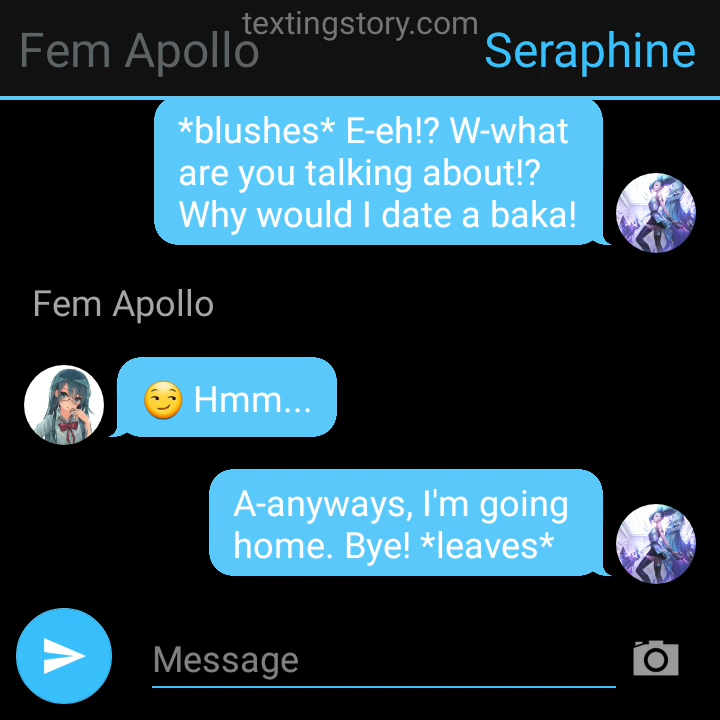 textingstory.com
Fem Apollo
Seraphine
*blushes* E-eh!? W-what
are you talking about!?
Why would I date a baka!
Fem Apollo
😏 Hmm...
A-anyways, I'm going
home. Bye! *leaves*
Message